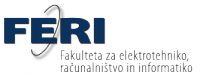 FERI
Fakulteta za elektrotehniko,
računalništvo in informatiko